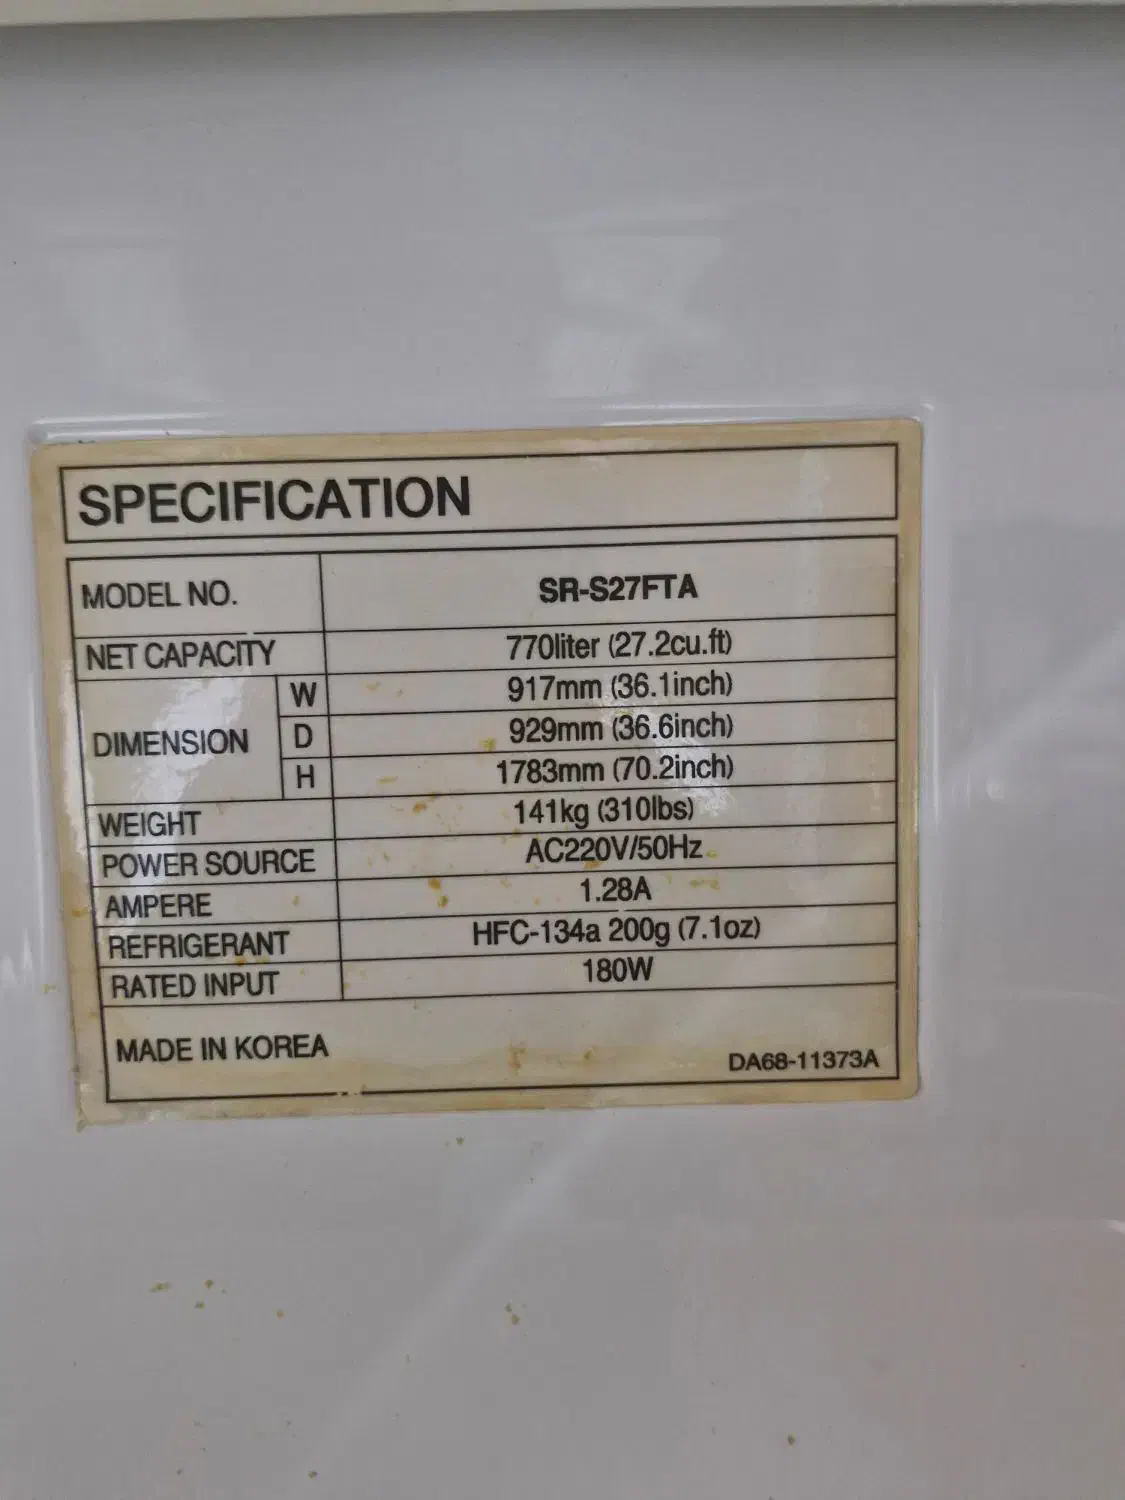 SPECIFICATION
MODEL NO. SR-S27FTA
NET CAPACITY 770liter (27.2cu.ft)
DIMENSION W 917mm (36.1inch)
D 929mm (36.6inch)
H 1783mm (70.2inch)
WEIGHT 141kg (310lbs)
POWER SOURCE AC220V/50Hz
AMPERE 1.28A
REFRIGERANT HFC-134a 200g (7.1oz)
RATED INPUT 180W
MADE IN KOREA DA68-11373A